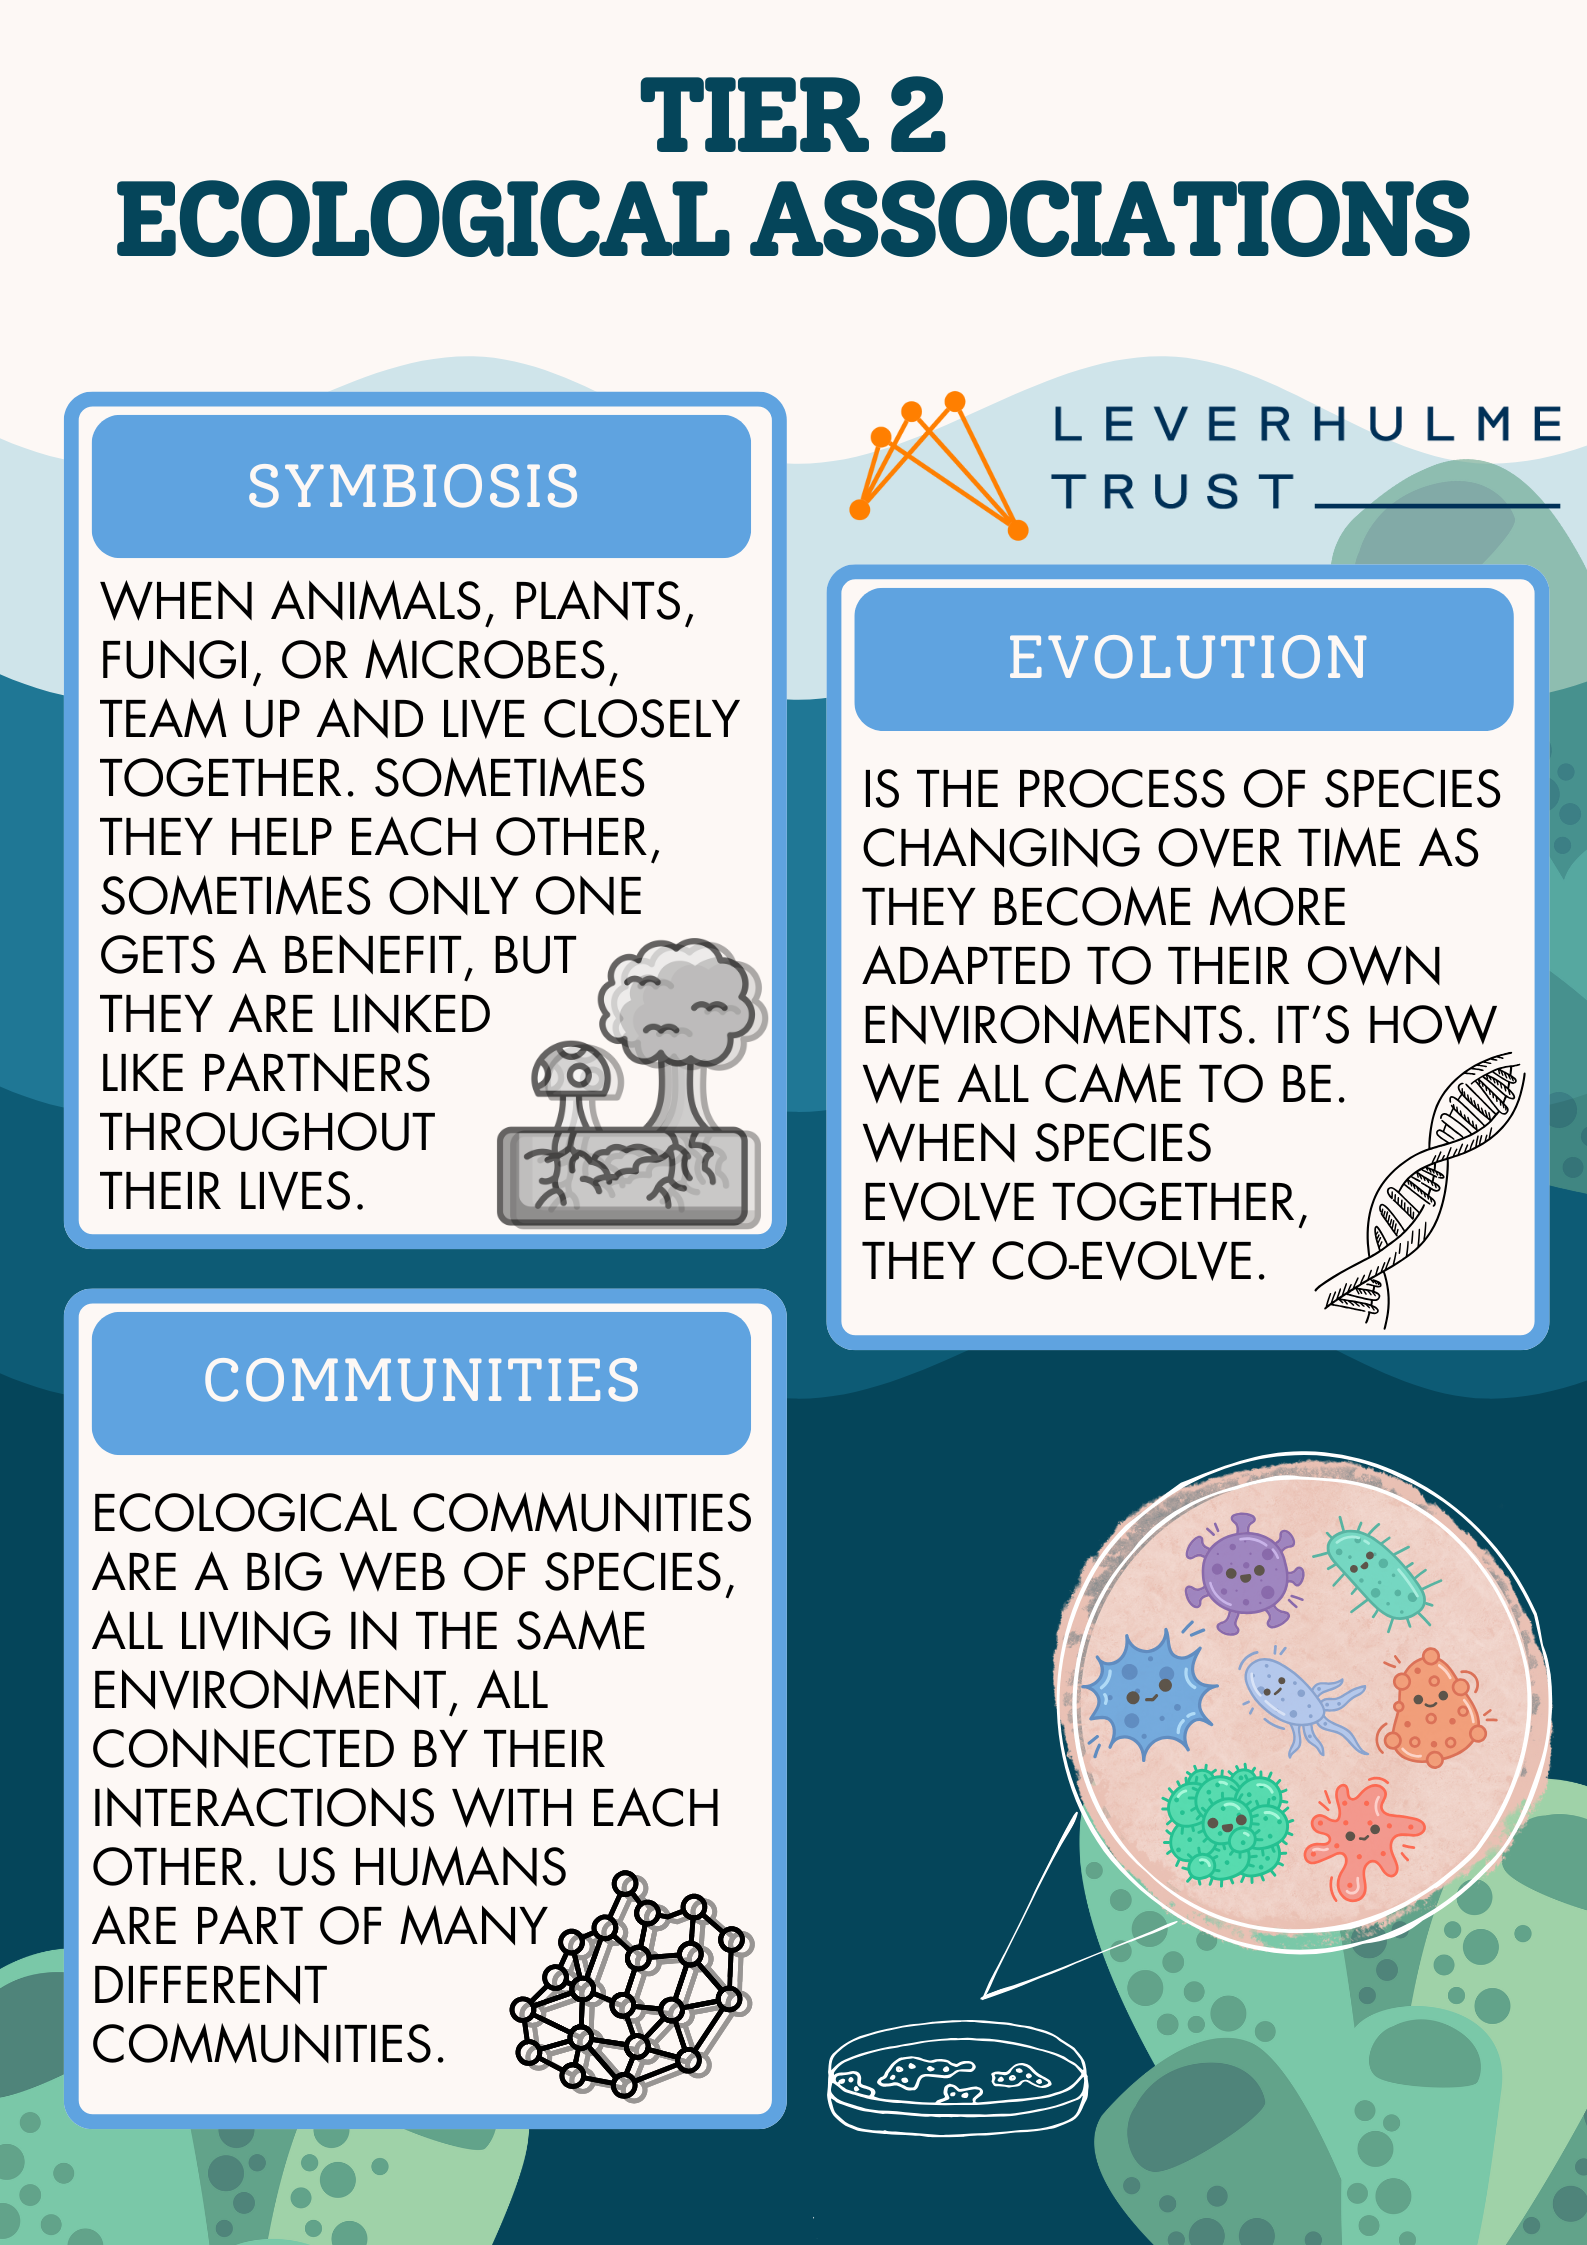 TIER 2
ECOLOGICAL ASSOCIATIONS
SYMBIOSIS
WHEN ANIMALS, PLANTS,
FUNGI, OR MICROBES,
TEAM UP AND LIVE CLOSELY
TOGETHER. SOMETIMES
THEY HELP EACH OTHER,
SOMETIMES ONLY ONE
GETS A BENEFIT, BUT
THEY ARE LINKED
LIKE PARTNERS
THROUGHOUT
THEIR LIVES.
LEVERHULME
TRUST
EVOLUTION
IS THE PROCESS OF SPECIES
CHANGING OVER TIME AS
THEY BECOME MORE
ADAPTED TO THEIR OWN
ENVIRONMENTS. IT’S HOW
WE ALL CAME TO BE.
WHEN SPECIES
EVOLVE TOGETHER,
THEY CO-EVOLVE.
COMMUNITIES
ECOLOGICAL COMMUNITIES
ARE A BIG WEB OF SPECIES,
ALL LIVING IN THE SAME
ENVIRONMENT, ALL
CONNECTED BY THEIR
INTERACTIONS WITH EACH
OTHER. US HUMANS
ARE PART OF MANY
DIFFERENT
COMMUNITIES.